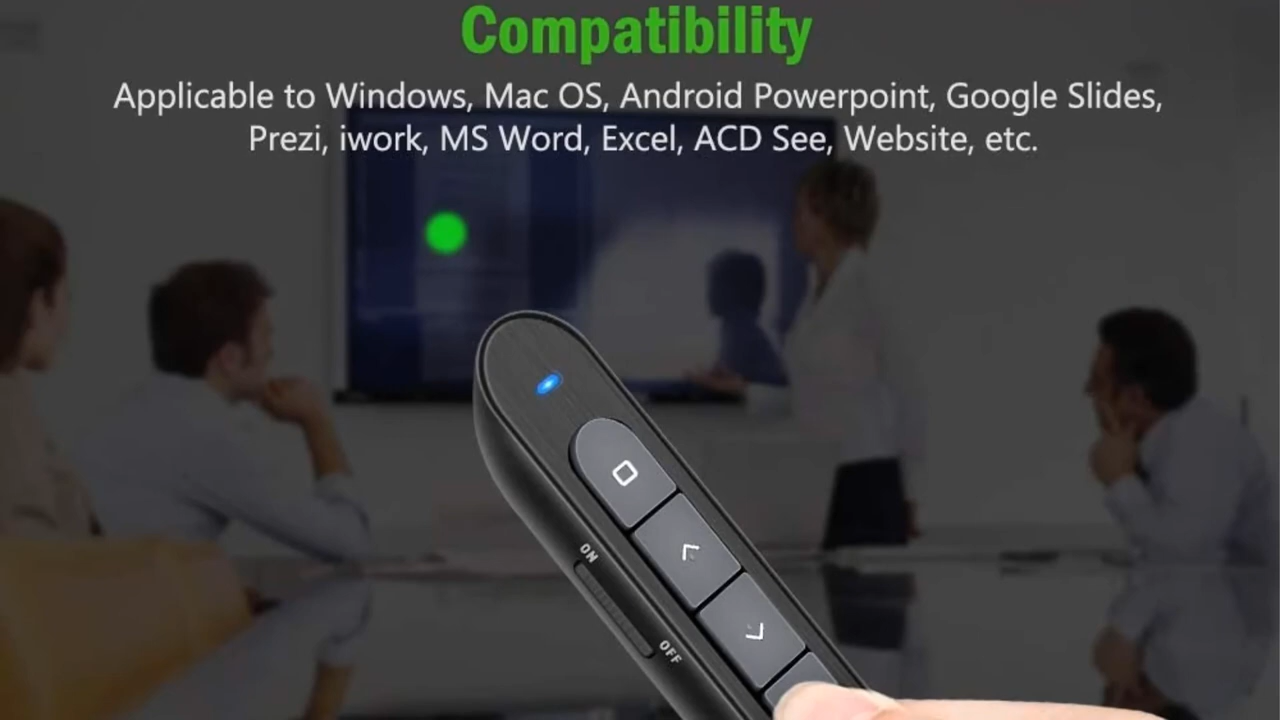 Compatibility
Applicable to Windows, Mac OS, Android Powerpoint, Google Slides,
Prezi, iwork, MS Word, Excel, ACD See, Website, etc.
ON
OFF